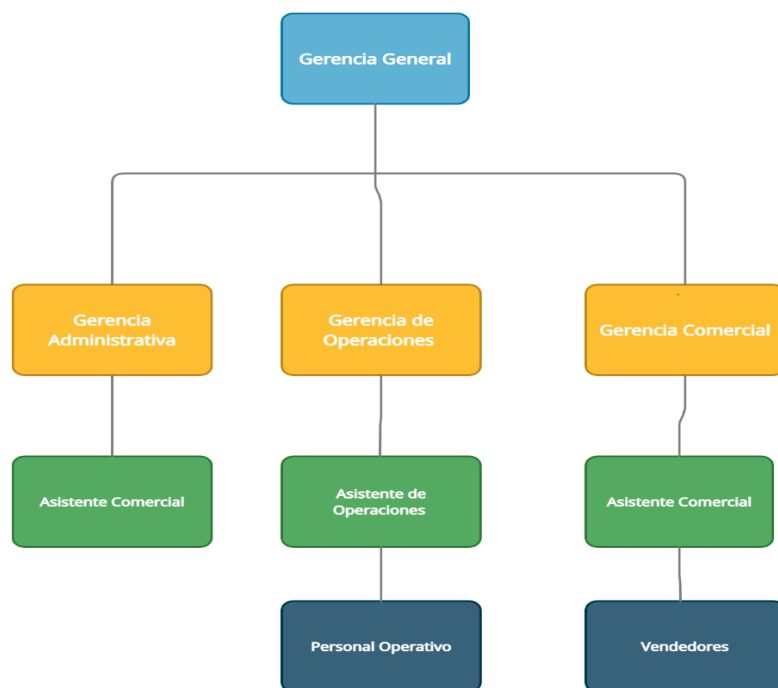 Gerencia General
Gerencia
Administrativa
Gerencia de
Operaciones
Gerencia Comercial
Asistente Comercial
Asistente de
Operaciones
Asistente Comercial
Personal Operativo
Vendedores